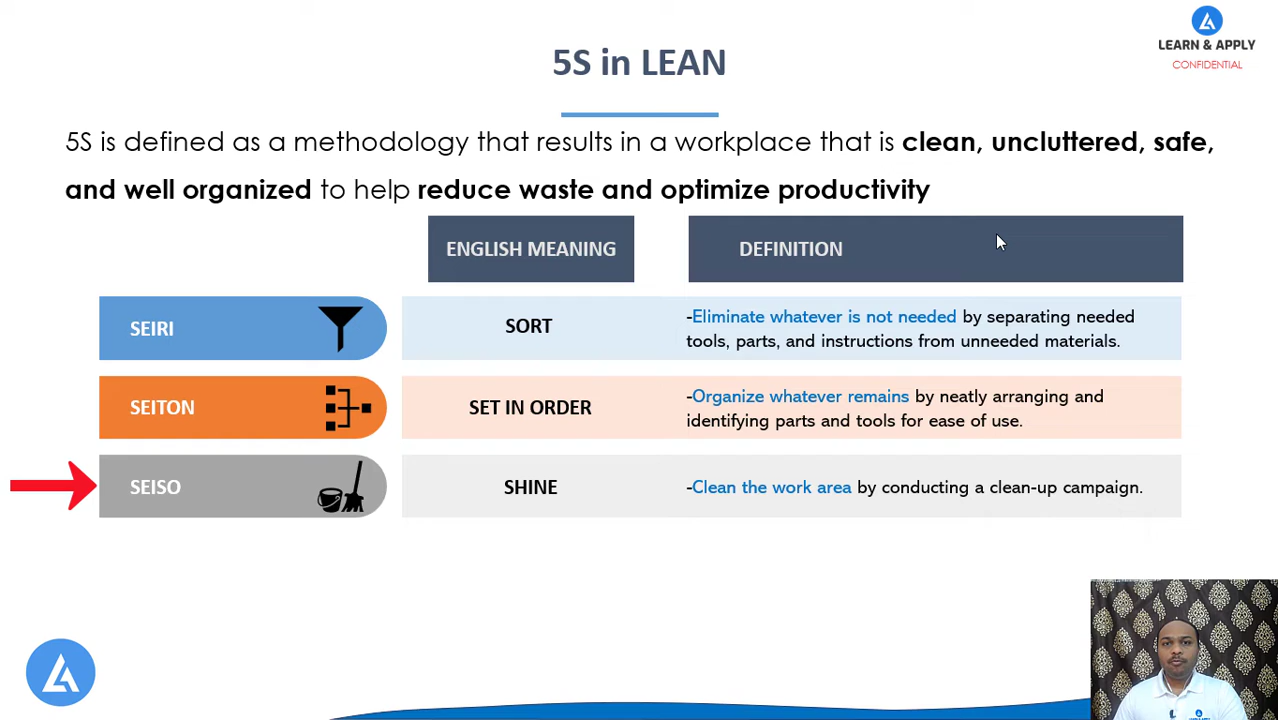 LEARN & APPLY
CONFIDENTIAL
5S in LEAN
5S is defined as a methodology that results in a workplace that is clean, uncluttered, safe,
and well organized to help reduce waste and optimize productivity
ENGLISH MEANING
DEFINITION
SEIRI
SORT
-Eliminate whatever is not needed by separating needed
tools, parts, and instructions from unneeded materials.
SEITON
SET IN ORDER
-Organize whatever remains by neatly arranging and
identifying parts and tools for ease of use.
SEISO
SHINE
-Clean the work area by conducting a clean-up campaign.